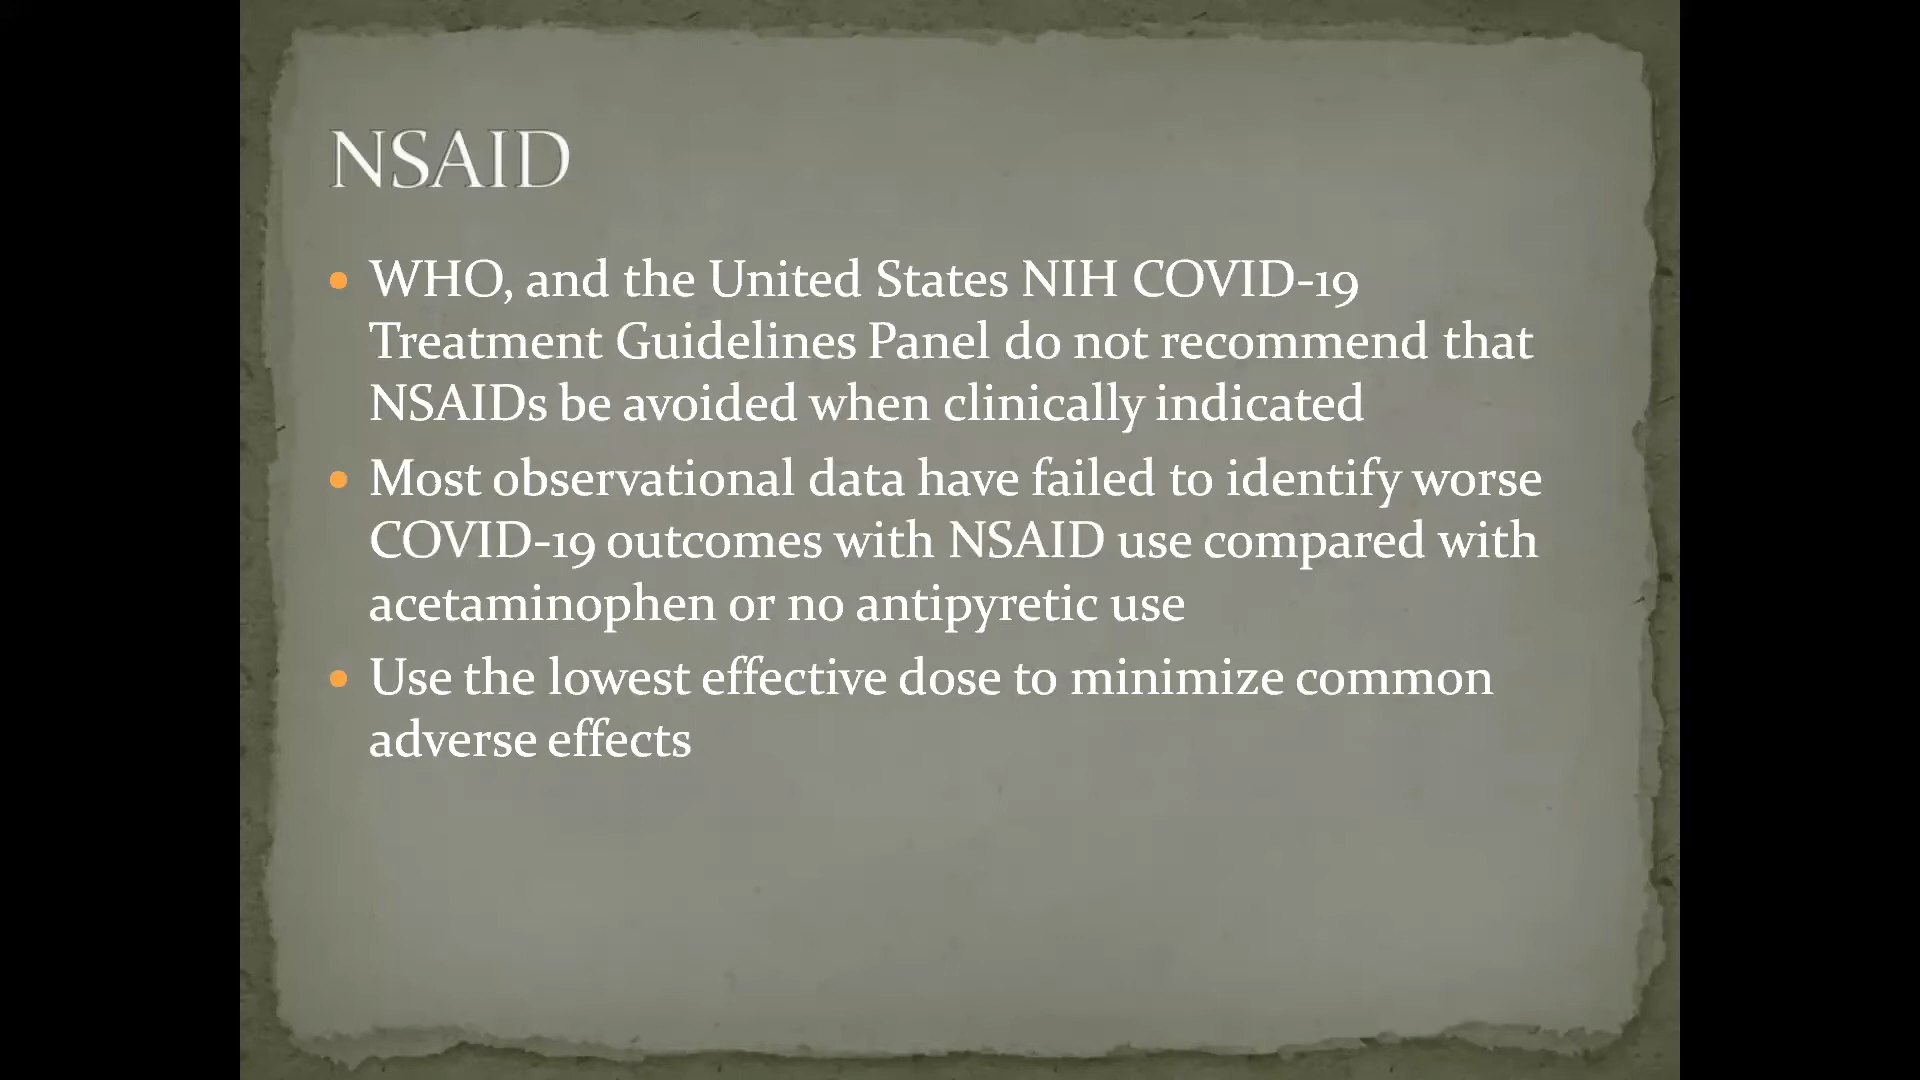 NSAID
WHO, and the United States NIH COVID-19
Treatment Guidelines Panel do not recommend that
NSAIDs be avoided when clinically indicated
Most observational data have failed to identify worse
COVID-19 outcomes with NSAID use compared with
acetaminophen or no antipyretic use
Use the lowest effective dose to minimize common
adverse effects